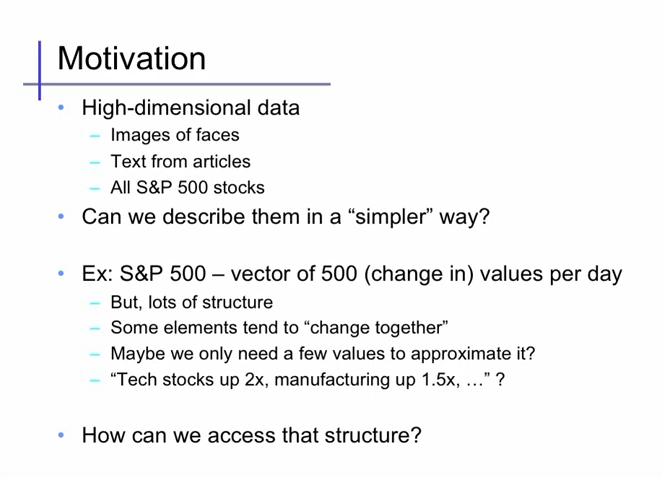 Motivation
• High-dimensional data
– Images of faces
– Text from articles
– All S&P 500 stocks
• Can we describe them in a “simpler” way?
• Ex: S&P 500 – vector of 500 (change in) values per day
– But, lots of structure
– Some elements tend to “change together”
– Maybe we only need a few values to approximate it?
– “Tech stocks up 2x, manufacturing up 1.5x, …” ?
• How can we access that structure?